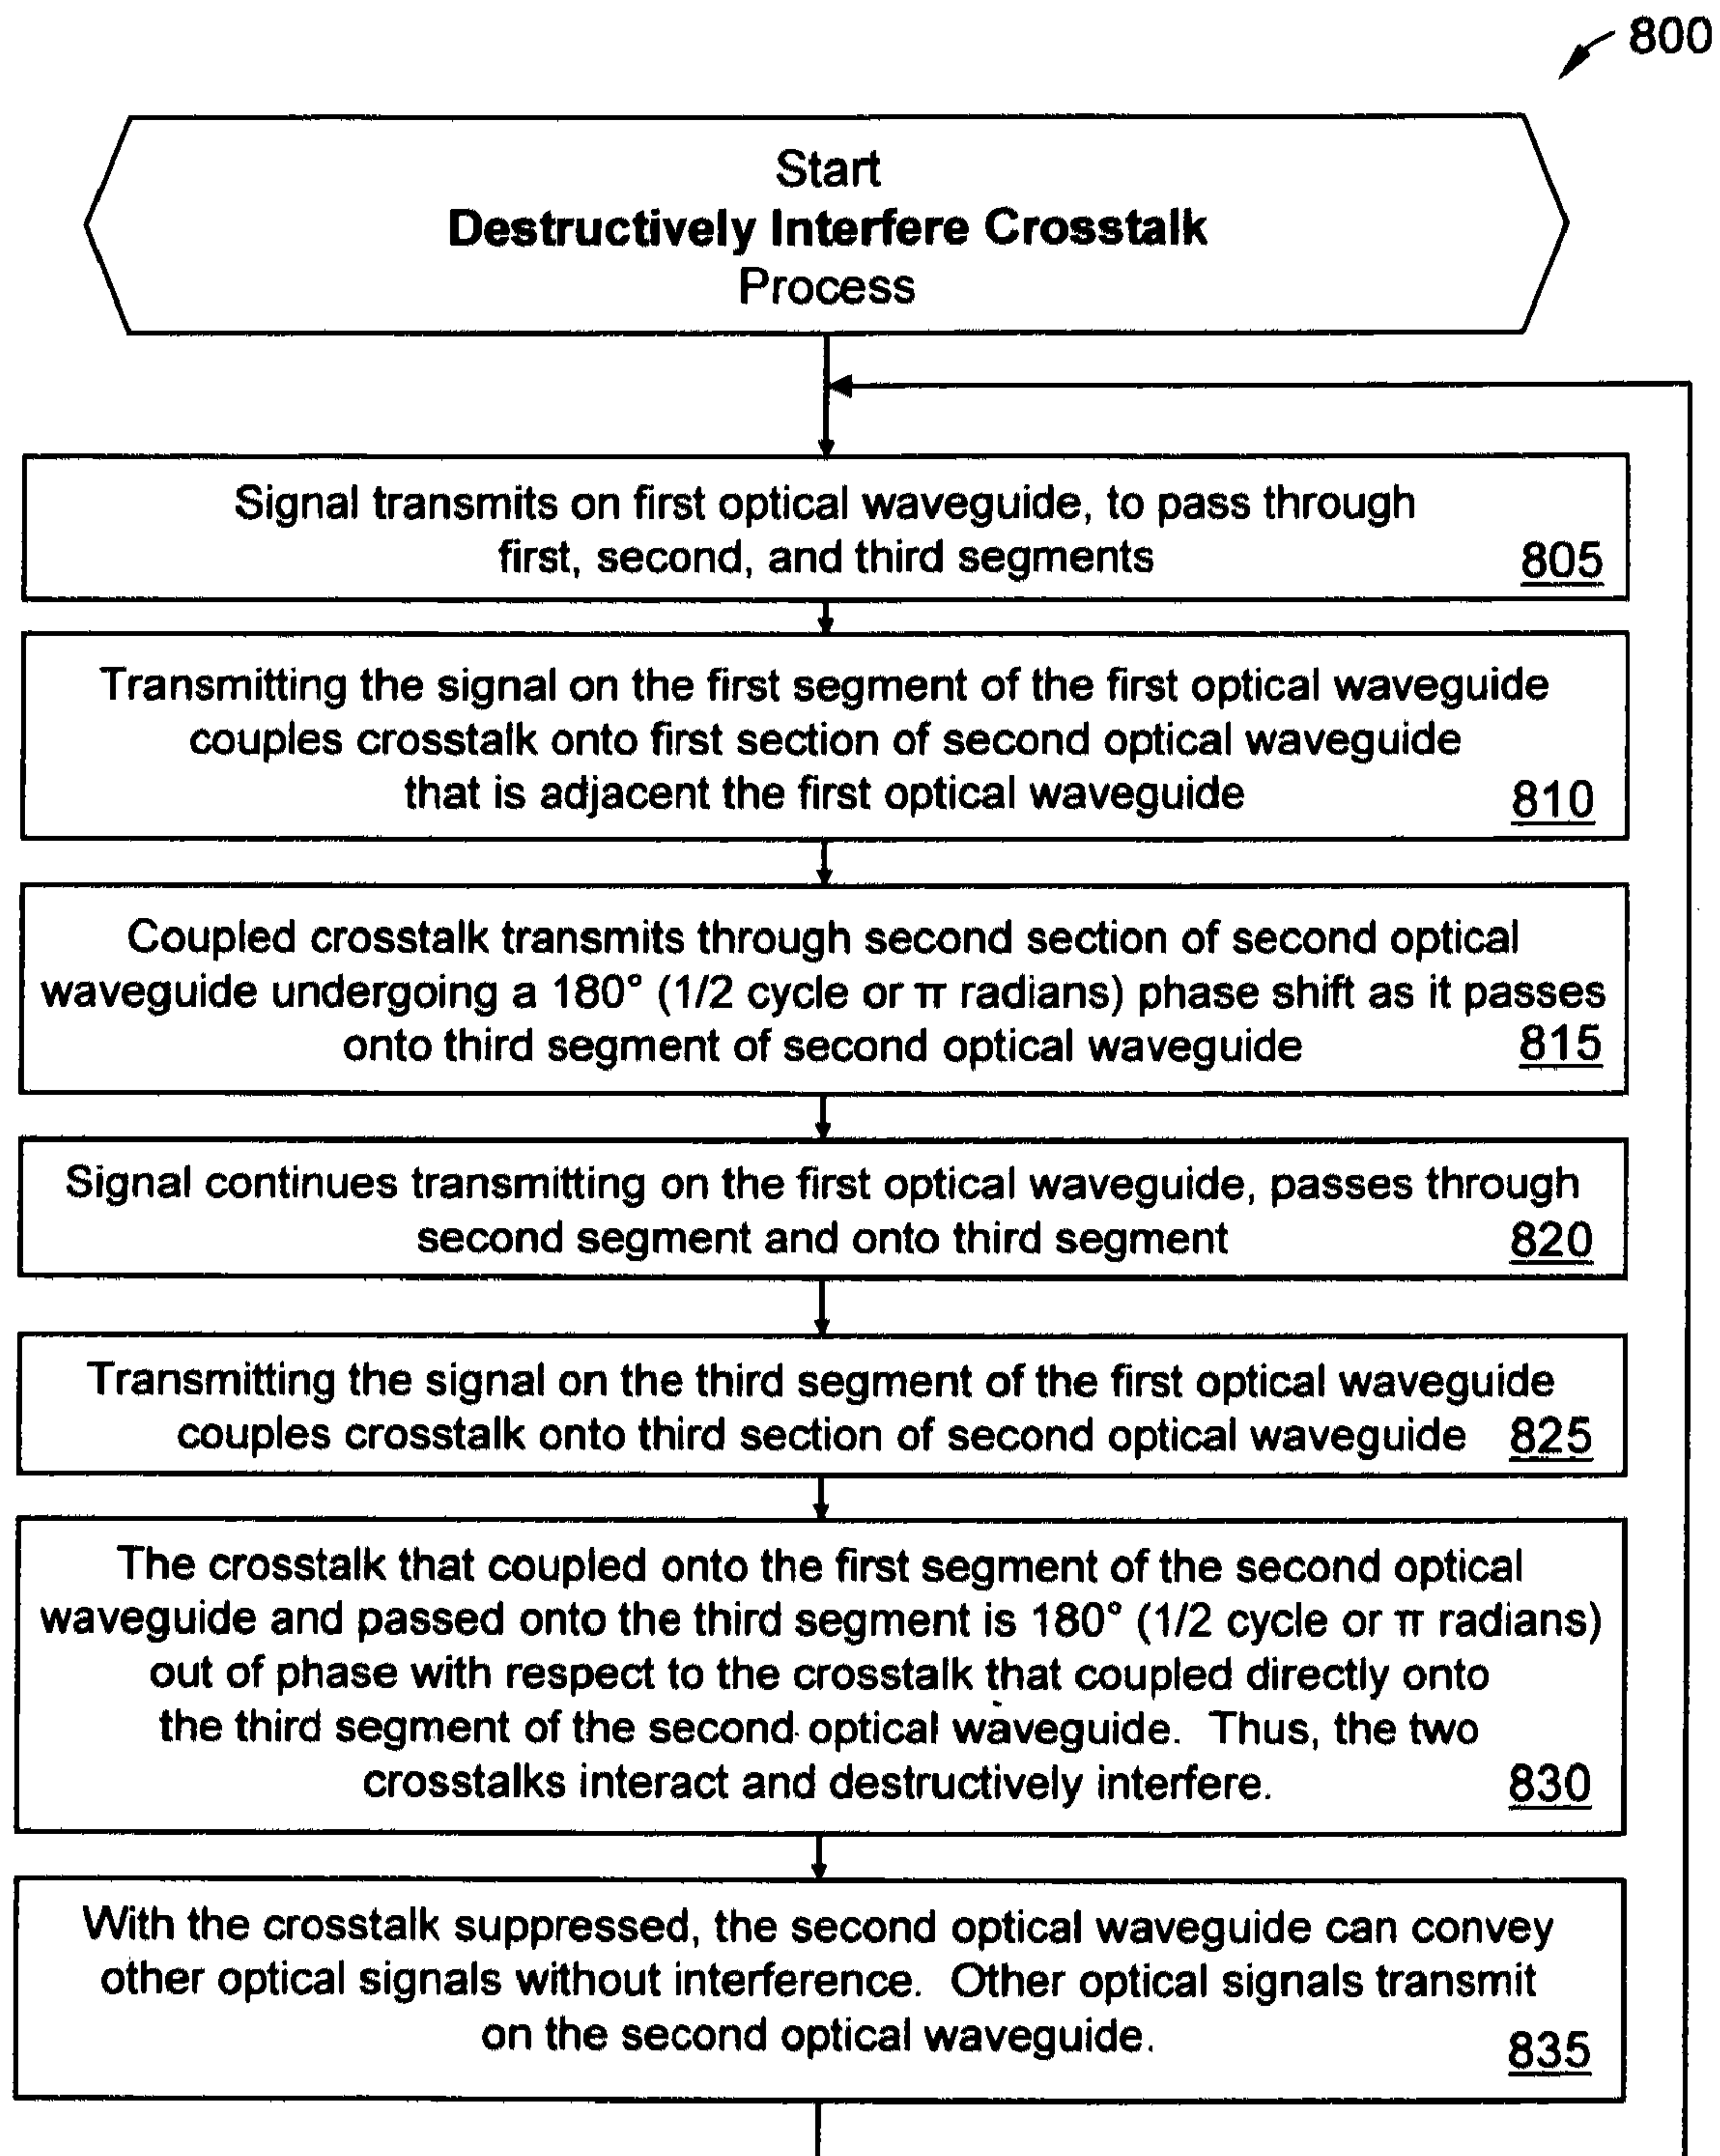 800
Start
Destructively Interfere Crosstalk
Process
Signal transmits on first optical waveguide, to pass through
first, second, and third segments
805
Transmitting the signal on the first segment of the first optical waveguide
couples crosstalk onto first section of second optical waveguide
that is adjacent the first optical waveguide
810
Coupled crosstalk transmits through second section of second optical
waveguide undergoing a 180° (1/2 cycle or π radians) phase shift as it passes
onto third segment of second optical waveguide
815
Signal continues transmitting on the first optical waveguide, passes through
second segment and onto third segment
820
Transmitting the signal on the third segment of the first optical waveguide
couples crosstalk onto third section of second optical waveguide
825
The crosstalk that coupled onto the first segment of the second optical
waveguide and passed onto the third segment is 180° (1/2 cycle or π radians)
out of phase with respect to the crosstalk that coupled directly onto
the third segment of the second optical waveguide. Thus, the two
crosstalks interact and destructively interfere.
830
With the crosstalk suppressed, the second optical waveguide can convey
other optical signals without interference. Other optical signals transmit
on the second optical waveguide.
835